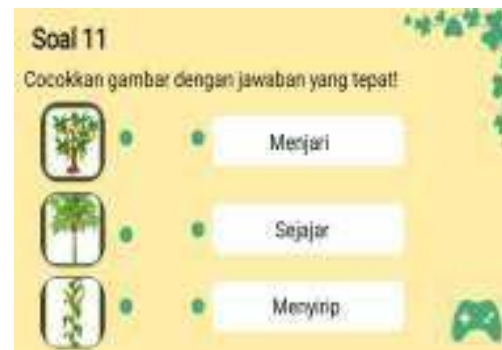 Soal 11
Cocokkan gambar dengan jawaban yang tepat!
Menjari
Sejajar
Menyirip